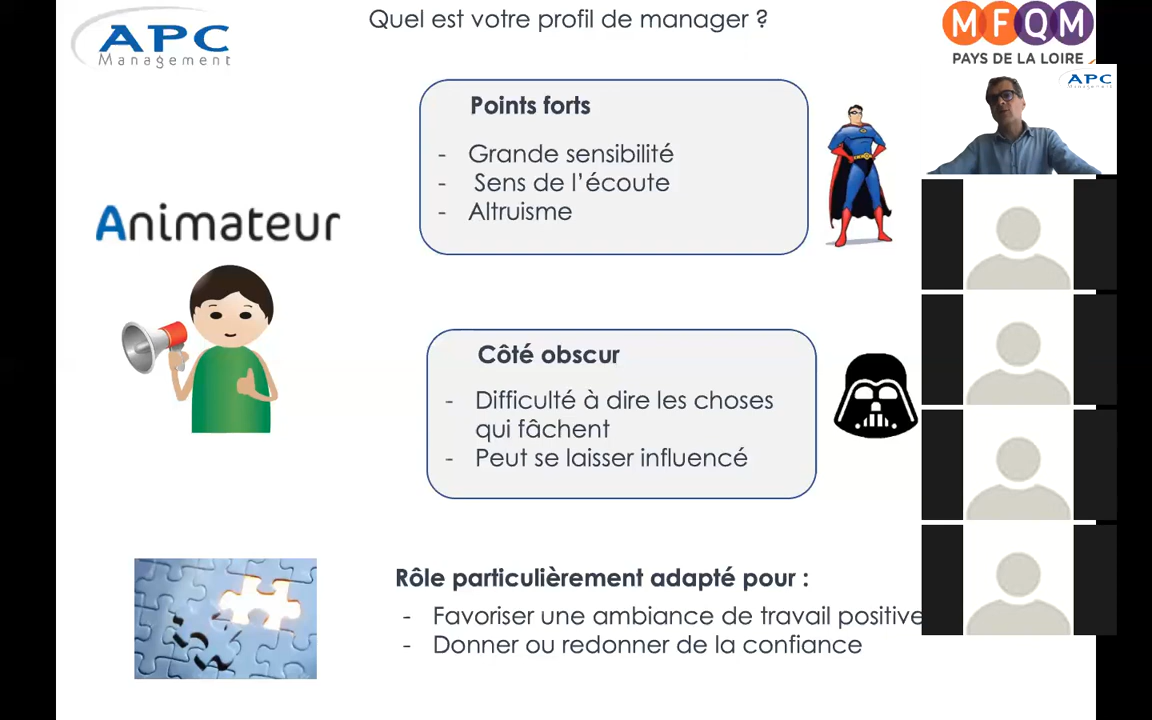 Quel est votre profil de manager ?
APC
Management
MFQM
PAYS DE LA LOIRE
APC
Management
Points forts
- Grande sensibilité
- Sens de l'écoute
- Altruisme
Animateur
Côté obscur
- Difficulté à dire les choses
qui fâchent
- Peut se laisser influencé
Rôle particulièrement adapté pour :
- Favoriser une ambiance de travail positive
- Donner ou redonner de la confiance